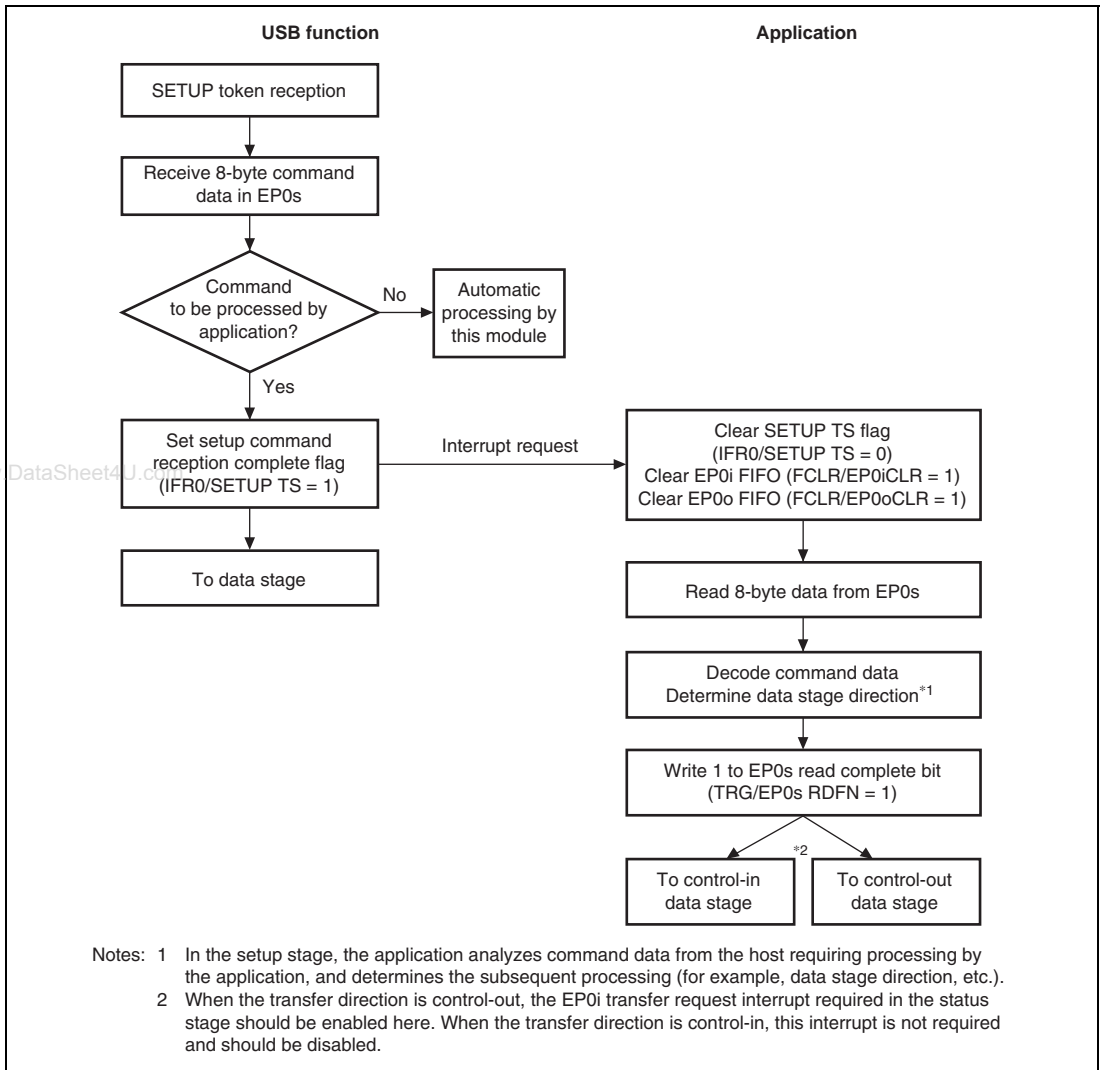 USB function
Application
SETUP token reception
Receive 8-byte command
data in EP0s
Command
to be processed by
application?
No
Automatic
processing by
this module
Yes
Set setup command
reception complete flag
(IFR0/SETUP TS = 1)
Interrupt request
To data stage
Clear SETUP TS flag
(IFR0/SETUP TS = 0)
Clear EP0i FIFO (FCLR/EP0iCLR = 1)
Clear EP0o FIFO (FCLR/EP0oCLR = 1)
Read 8-byte data from EP0s
Decode command data
Determine data stage direction*1
Write 1 to EP0s read complete bit
(TRG/EP0s RDFN = 1)
*2
To control-in
data stage
To control-out
data stage
.DataSheet4U.com
Notes: 1 In the setup stage, the application analyzes command data from the host requiring processing by
the application, and determines the subsequent processing (for example, data stage direction, etc.).
2 When the transfer direction is control-out, the EP0i transfer request interrupt required in the status
stage should be enabled here. When the transfer direction is control-in, this interrupt is not required
and should be disabled.